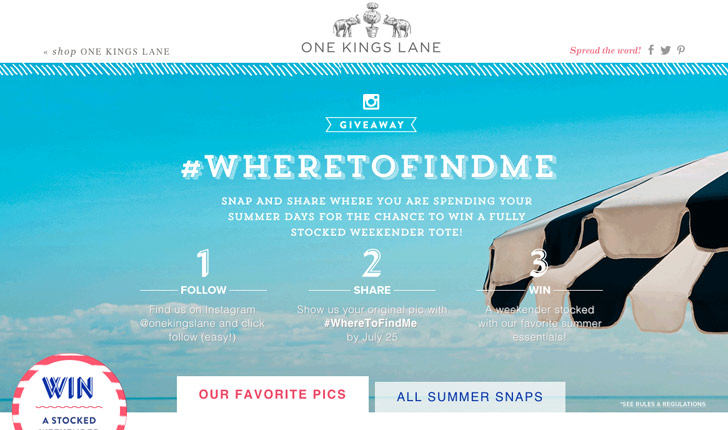 « shop ONE KINGS LANE
ONE KINGS LANE
Spread the word!
GIVEAWAY
#WHERETOFINDME
SNAP AND SHARE WHERE YOU ARE SPENDING YOUR
SUMMER DAYS FOR THE CHANCE TO WIN A FULLY
STOCKED WEEKENDER TOTE!
1
FOLLOW
Find us on Instagram
@onekingslane and click
follow (easy!)
2
SHARE
Show us your original pic with
#WhereToFindMe
by July 25
3
WIN
A weekender stocked
with our favorite summer
essentials!
WIN
A STOCKED
OUR FAVORITE PICS
ALL SUMMER SNAPS
*SEE RULES & REGULATIONS